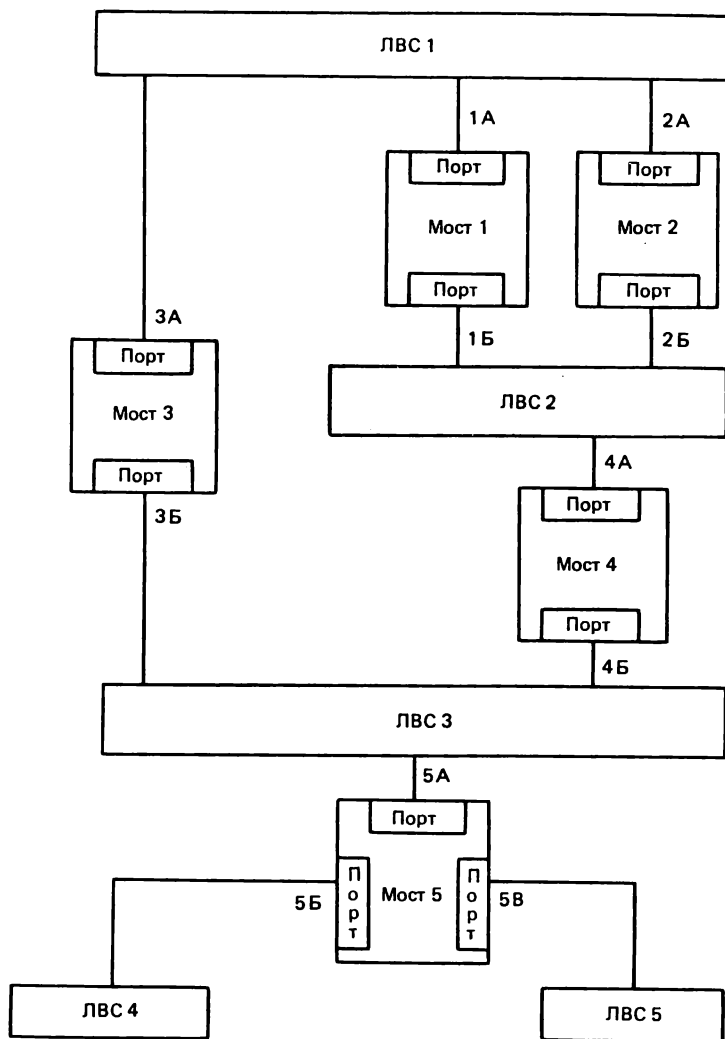 ЛВС 1
1А
2А
Порт
Порт
Мост 1
Мост 2
Порт
Порт
1Б
2Б
3А
Порт
Мост 3
Порт
3Б
ЛВС 2
4А
Порт
Мост 4
Порт
4Б
ЛВС 3
5А
Порт
Порт
Мост 5
Порт
5Б
5В
ЛВС 4
ЛВС 5